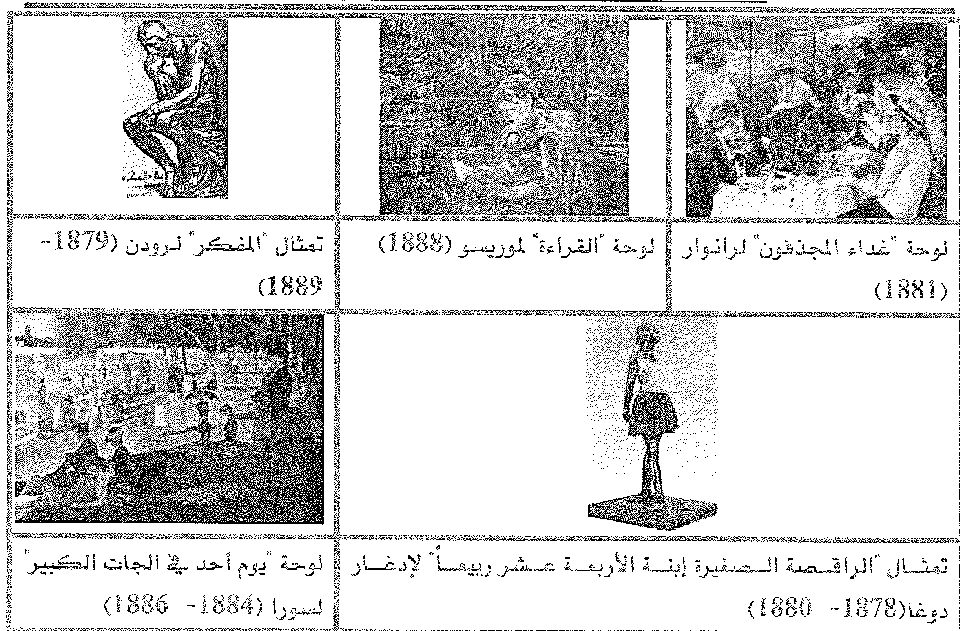 لوحة "غداء المجذفون" لرانوار
(1881)
لوحة "القراءة" لموريسو (1888)
تمثال "المفكر" لرودن (1879-
1889)
تمثال "الراقصة الصغيرة إبنة الأربعة عشر ربيعاً" لإدغار
دوغا(1878- 1880)
لوحة "يوم أحد في الجات الكبير"
لسورا (1884- 1886)